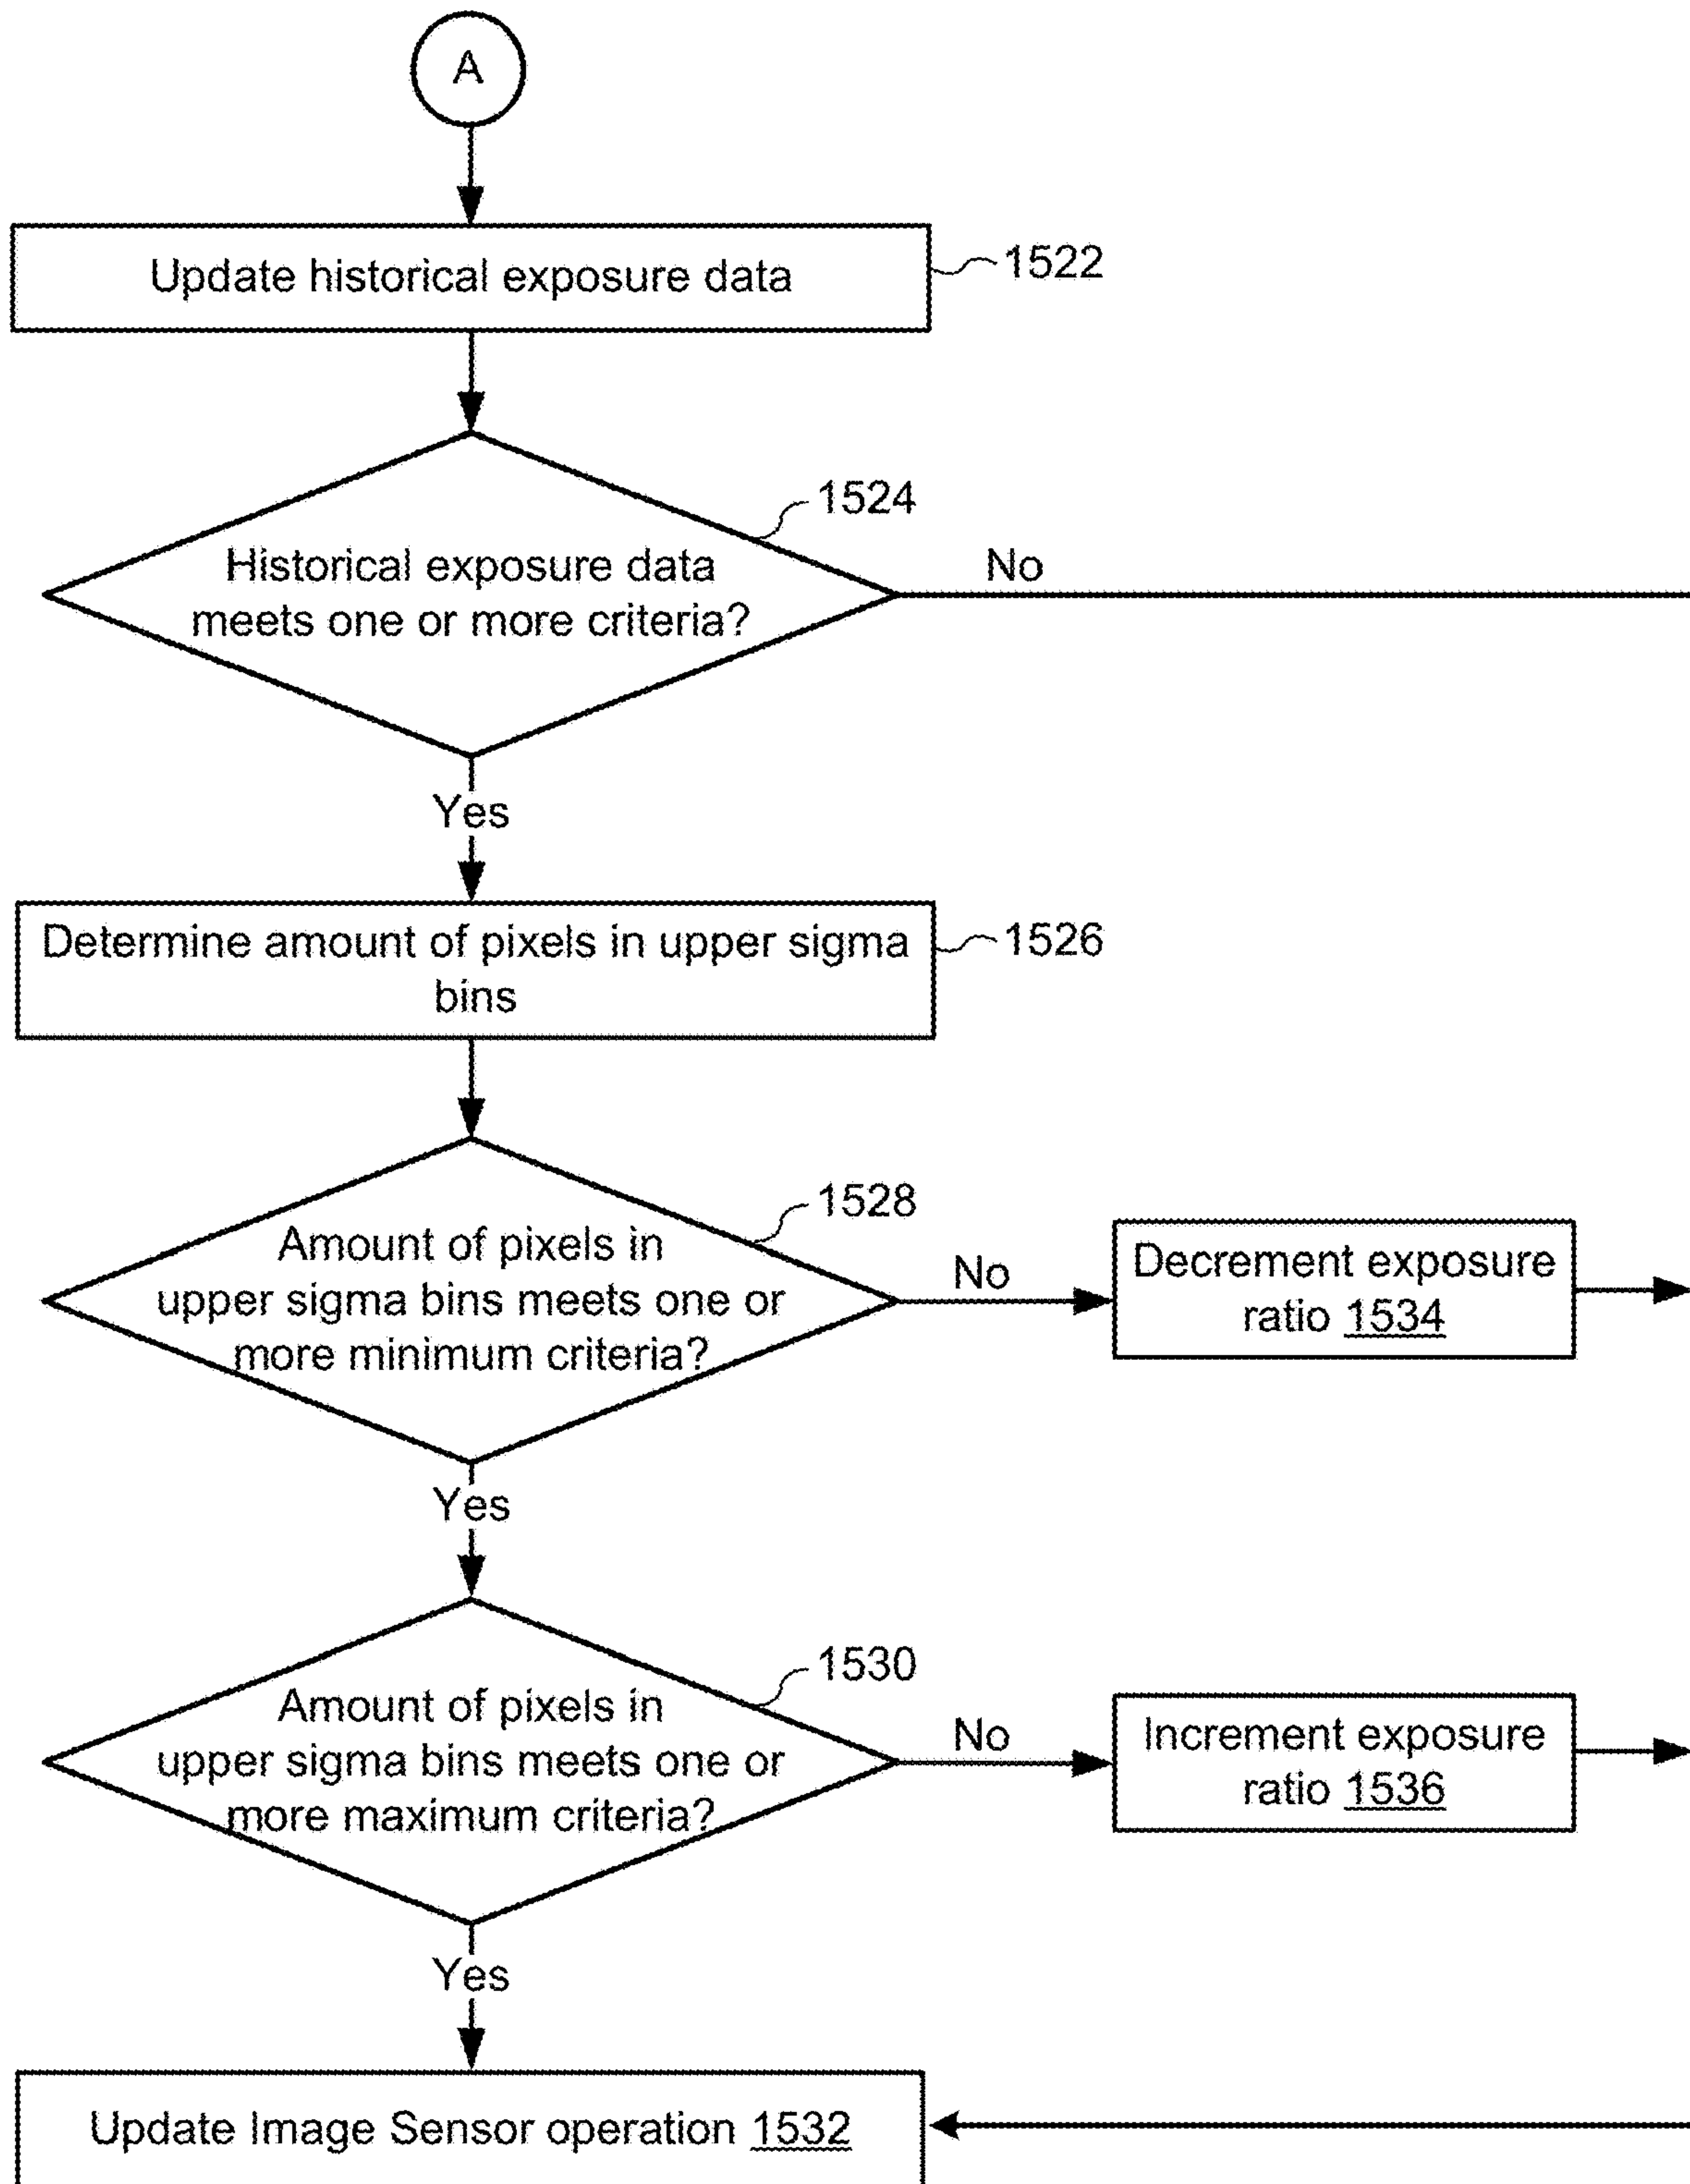 A
Update historical exposure data
1522
1524
Historical exposure data
meets one or more criteria?
No
Yes
Determine amount of pixels in upper sigma
bins
1526
1528
Amount of pixels in
upper sigma bins meets one or
more minimum criteria?
No
Decrement exposure
ratio 1534
Yes
1530
Amount of pixels in
upper sigma bins meets one or
more maximum criteria?
No
Increment exposure
ratio 1536
Yes
Update Image Sensor operation 1532